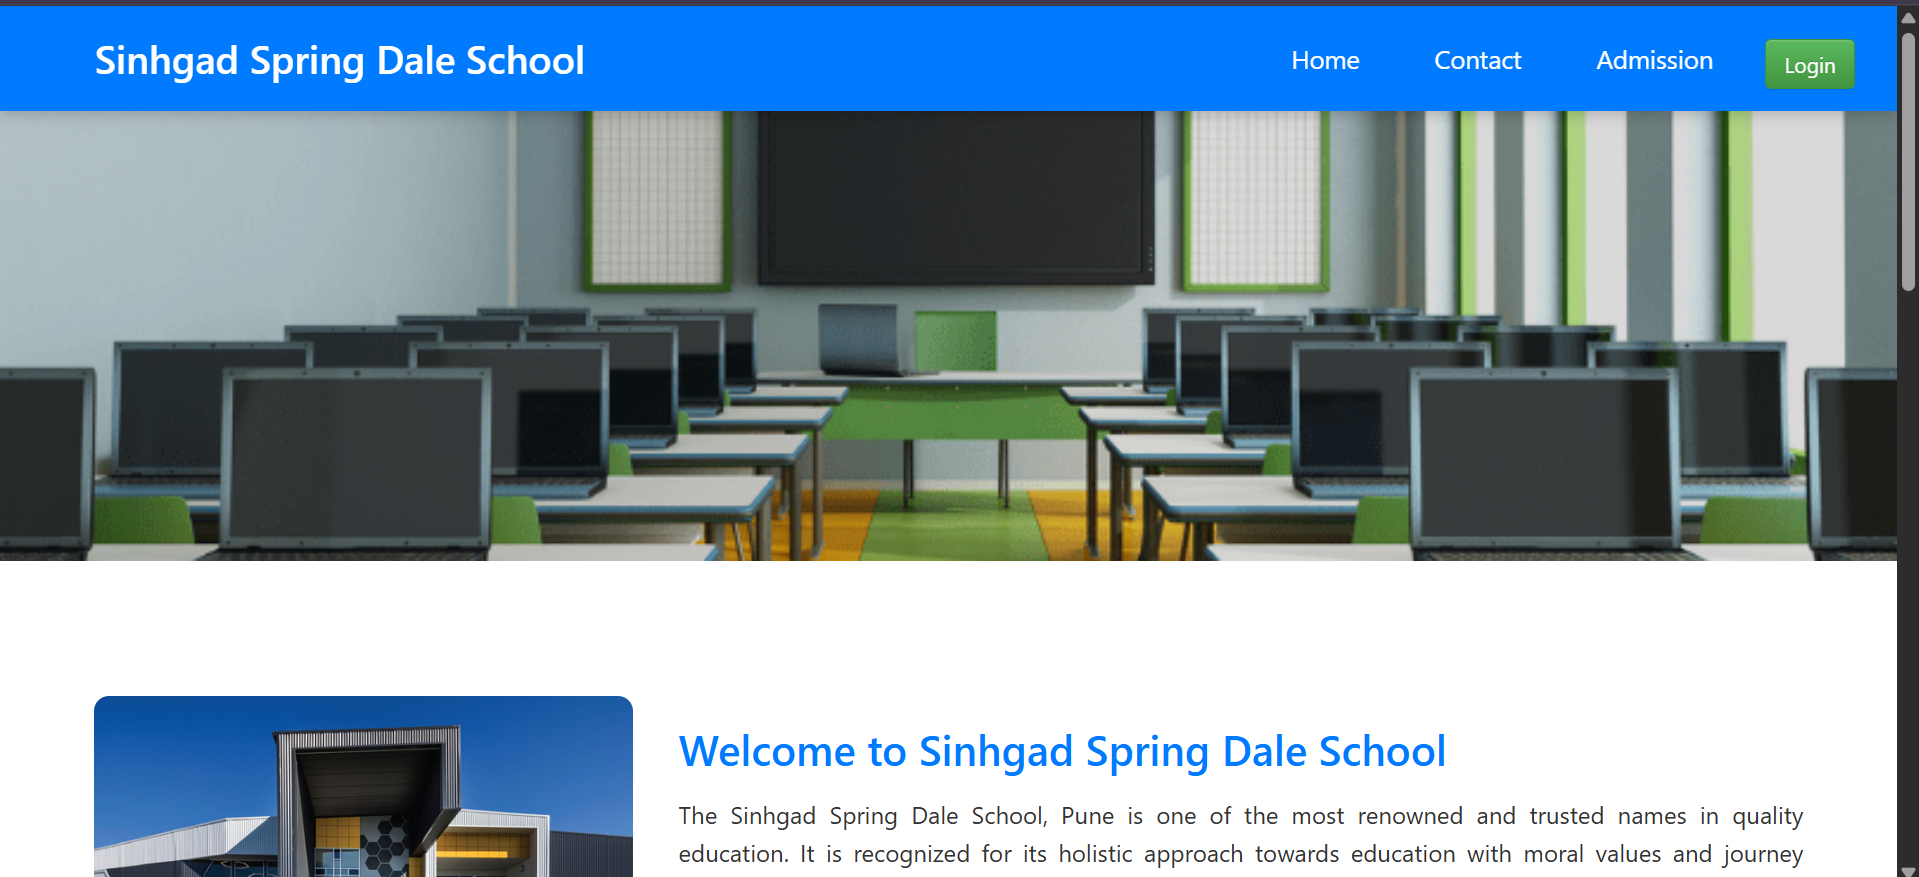 Sinhgad Spring Dale School
Home Contact Admission Login
Welcome to Sinhgad Spring Dale School
The Sinhgad Spring Dale School, Pune is one of the most renowned and trusted names in quality
education. It is recognized for its holistic approach towards education with moral values and journey